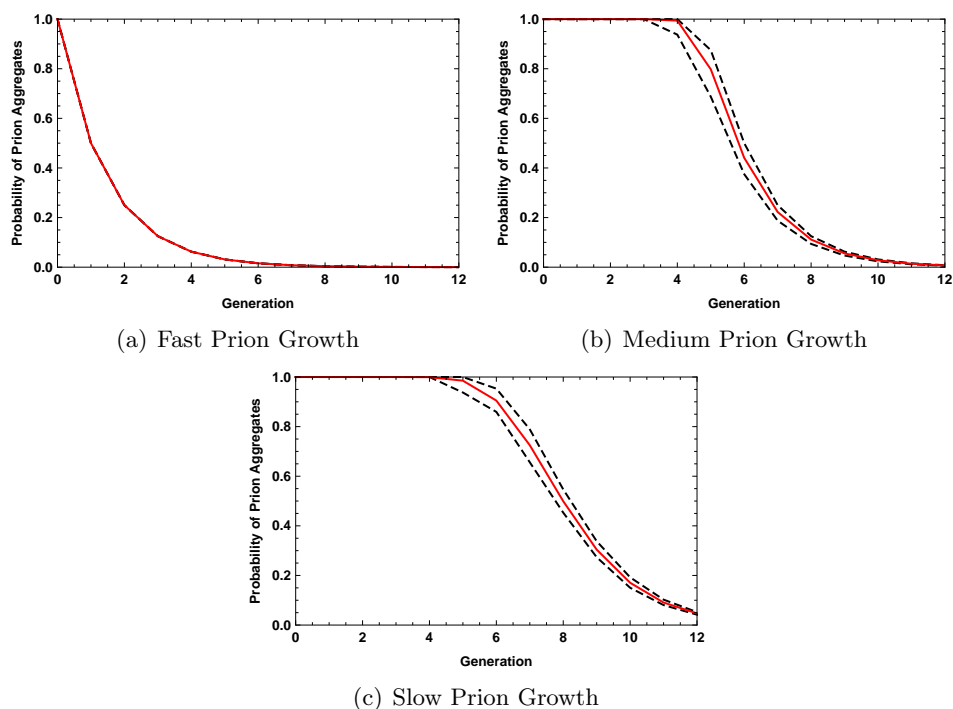 Probability of Prion Aggregates
1.0
0.8
0.6
0.4
0.2
0.0
0 2 4 6 8 10 12
Generation
(a) Fast Prion Growth
Probability of Prion Aggregates
1.0
0.8
0.6
0.4
0.2
0.0
0 2 4 6 8 10 12
Generation
(b) Medium Prion Growth
Probability of Prion Aggregates
1.0
0.8
0.6
0.4
0.2
0.0
0 2 4 6 8 10 12
Generation
(c) Slow Prion Growth